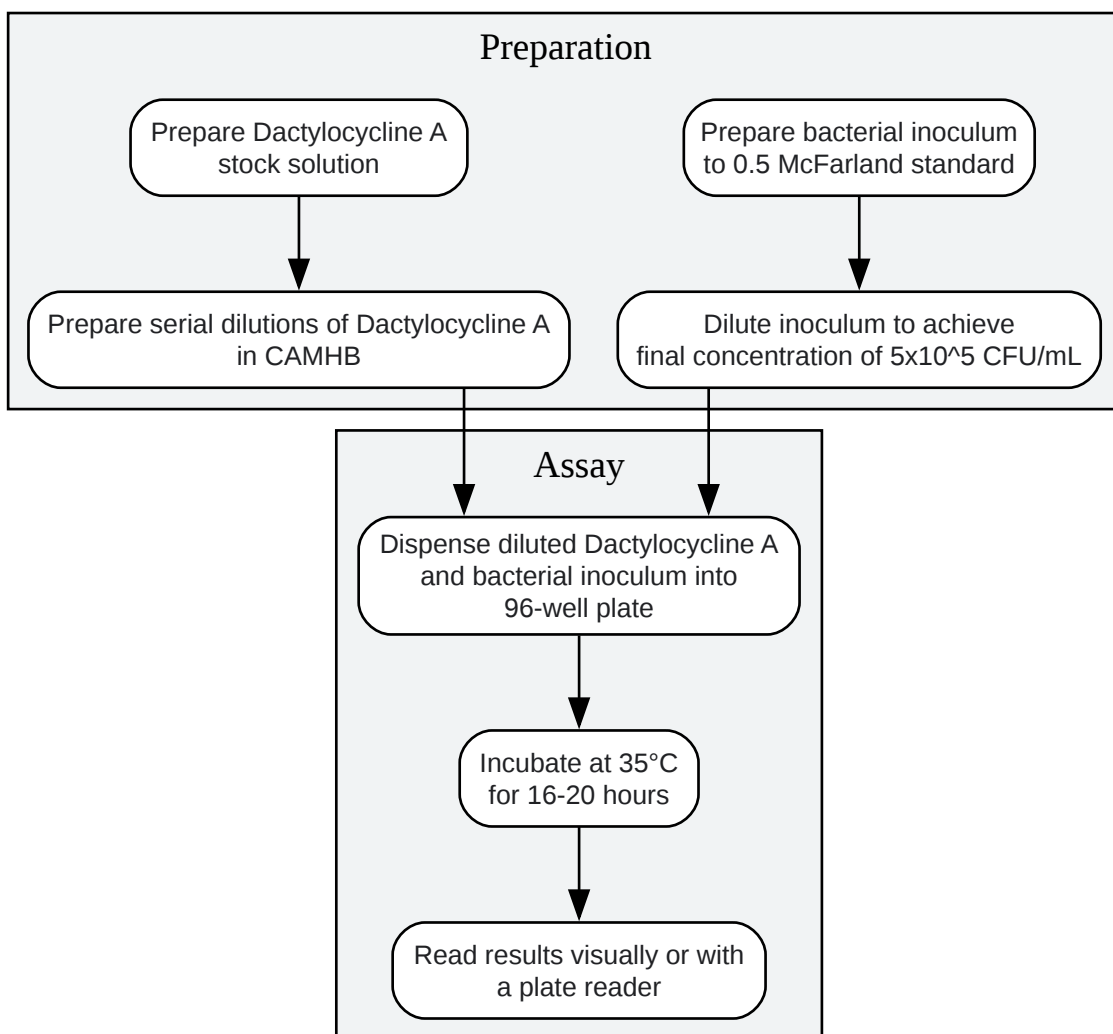 Preparation
Prepare Dactylocycline A
stock solution
Prepare bacterial inoculum
to 0.5 McFarland standard
Prepare serial dilutions of Dactylocycline A
in CAMHB
Dilute inoculum to achieve
final concentration of 5x10^5 CFU/mL
Assay
Dispense diluted Dactylocycline A
and bacterial inoculum into
96-well plate
Incubate at 35°C
for 16-20 hours
Read results visually or with
a plate reader